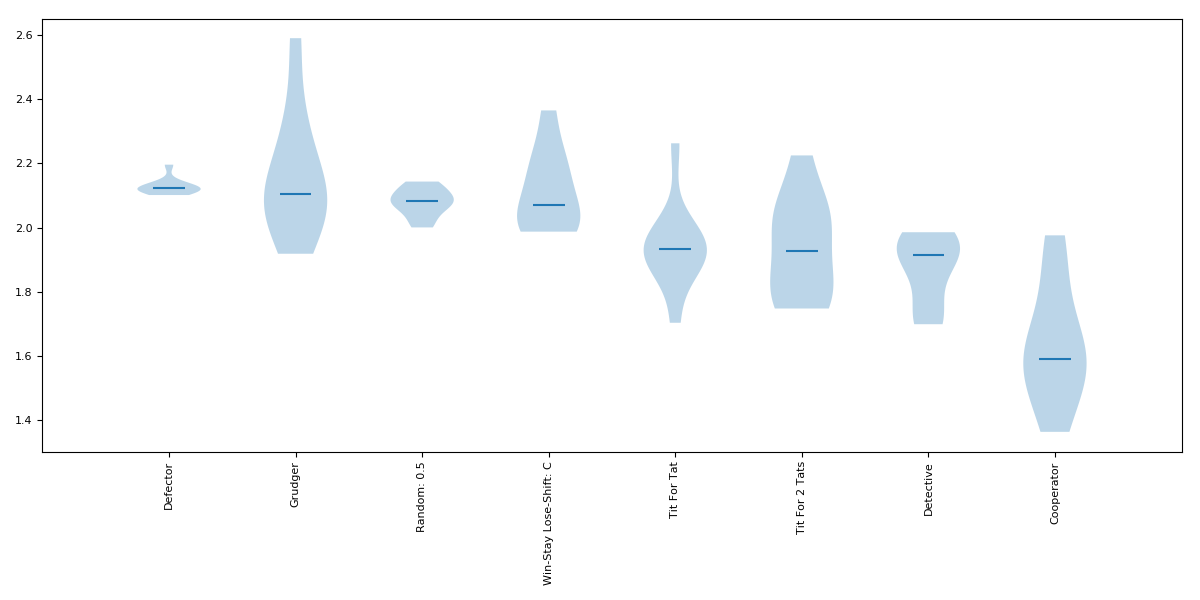 2.6
2.4
2.2
2.0
1.8
1.6
1.4
Defector
Grudger
Random: 0.5
Win-Stay Lose-Shift: C
Tit For Tat
Tit For 2 Tats
Detective
Cooperator